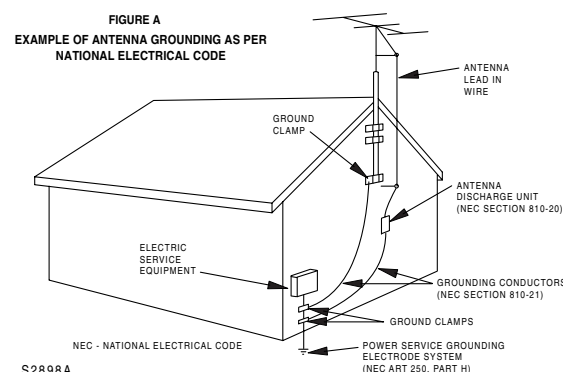 FIGURE A
EXAMPLE OF ANTENNA GROUNDING AS PER
NATIONAL ELECTRICAL CODE
ANTENNA
LEAD IN
WIRE
GROUND
CLAMP
ANTENNA
DISCHARGE UNIT
(NEC SECTION 810-20)
ELECTRIC
SERVICE
EQUIPMENT
GROUNDING CONDUCTORS
(NEC SECTION 810-21)
GROUND CLAMPS
NEC - NATIONAL ELECTRICAL CODE
POWER SERVICE GROUNDING
ELECTRODE SYSTEM
(NEC ART 250, PART H)
S2898A